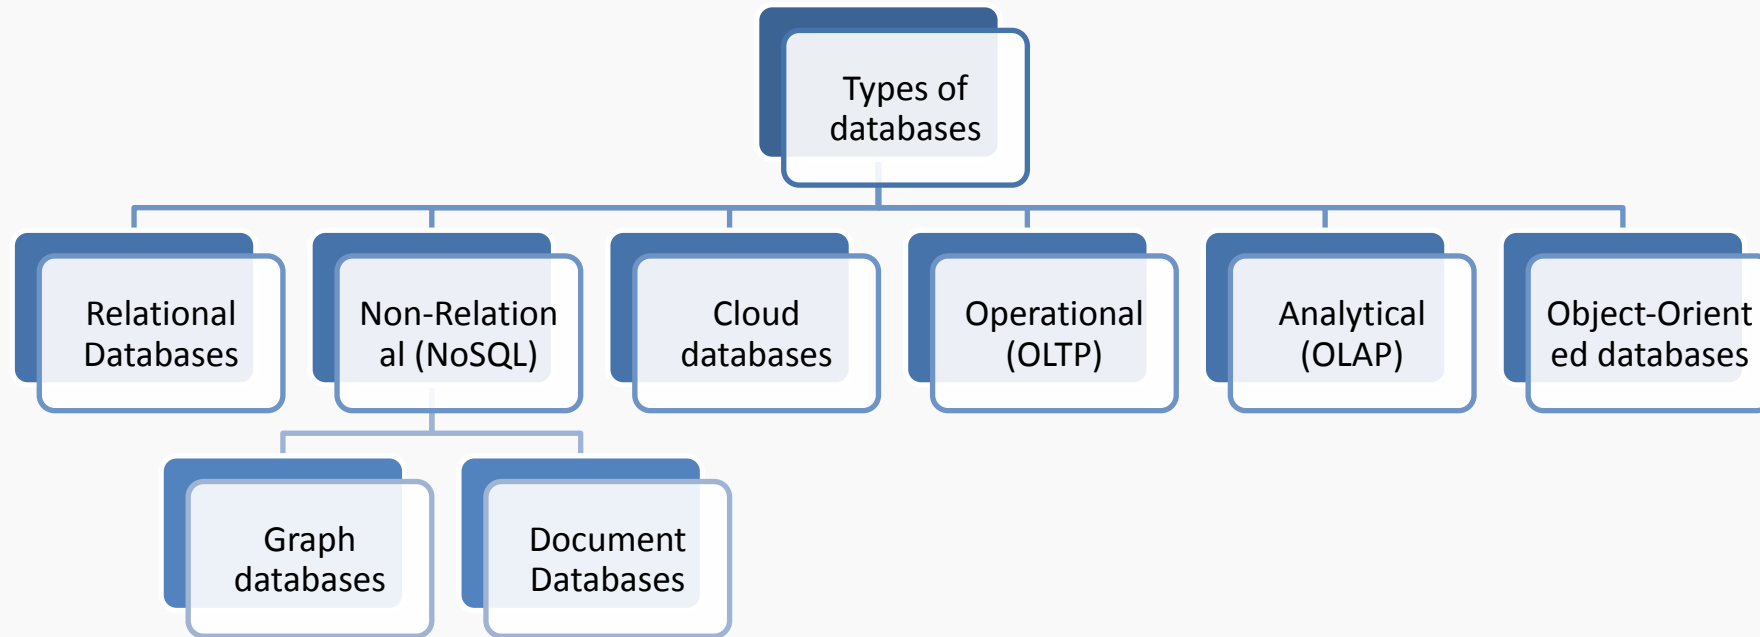 Types of
databases
Relational
Databases
Non-Relation
al (NoSQL)
Cloud
databases
Operational
(OLTP)
Analytical
(OLAP)
Object-Orient
ed databases
Graph
databases
Document
Databases